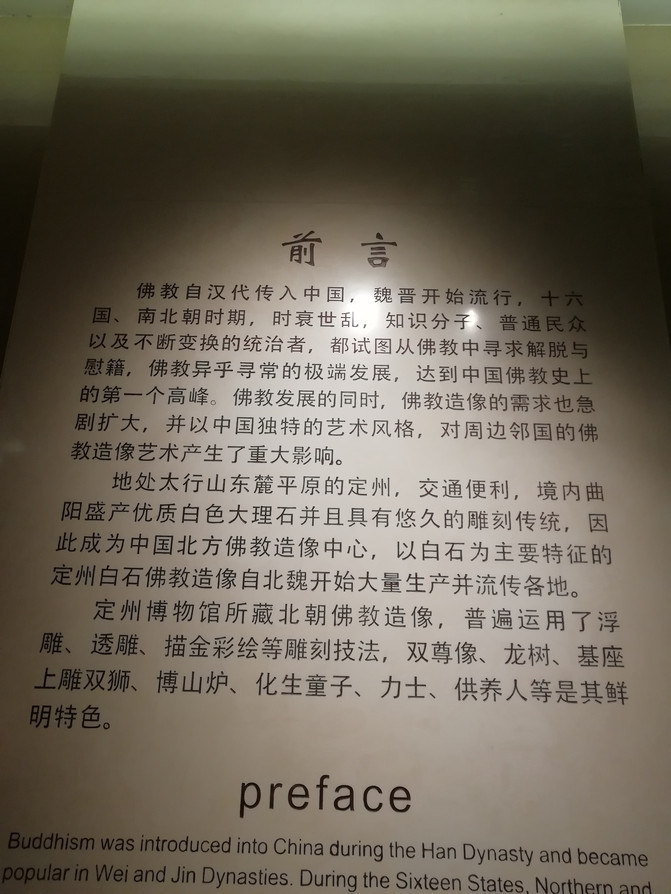 前言
佛教自汉代传入中国，魏晋开始流行，十六
国、南北朝时期，时衰世乱，知识分子、普通民众
以及不断变换的统治者，都试图从佛教中寻求解脱与
慰籍，佛教异乎寻常的极端发展，达到中国佛教史上
的第一个高峰。佛教发展的同时，佛教造像的需求也急
剧扩大，并以中国独特的艺术风格，对周边邻国的佛
教造像艺术产生了重大影响。
地处太行山东麓平原的定州，交通便利，境内曲
阳盛产优质白色大理石并且具有悠久的雕刻传统，因
此成为中国北方佛教造像中心，以白石为主要特征的
定州白石佛教造像自北魏开始大量生产并流传各地。
定州博物馆所藏北朝佛教造像，普遍运用了浮
雕、透雕、描金彩绘等雕刻技法，双尊像、龙树、基座
上雕双狮、博山炉、化生童子、力士、供养人等是其鲜
明特色。
preface
Buddhism was introduced into China during the Han Dynasty and became
popular in Wei and Jin Dynasties. During the Sixteen States, Northern and